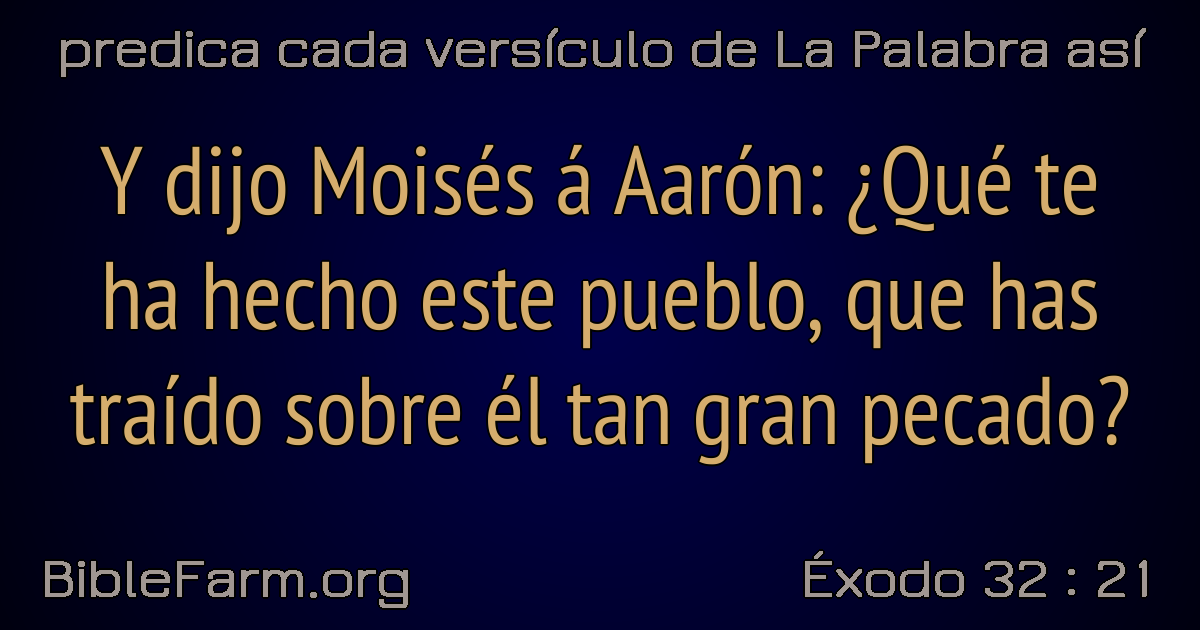 predica cada versículo de La Palabra así
Y dijo Moisés á Aarón: ¿Qué te
ha hecho este pueblo, que has
traído sobre él tan gran pecado?
BibleFarm.org
Éxodo 32 : 21